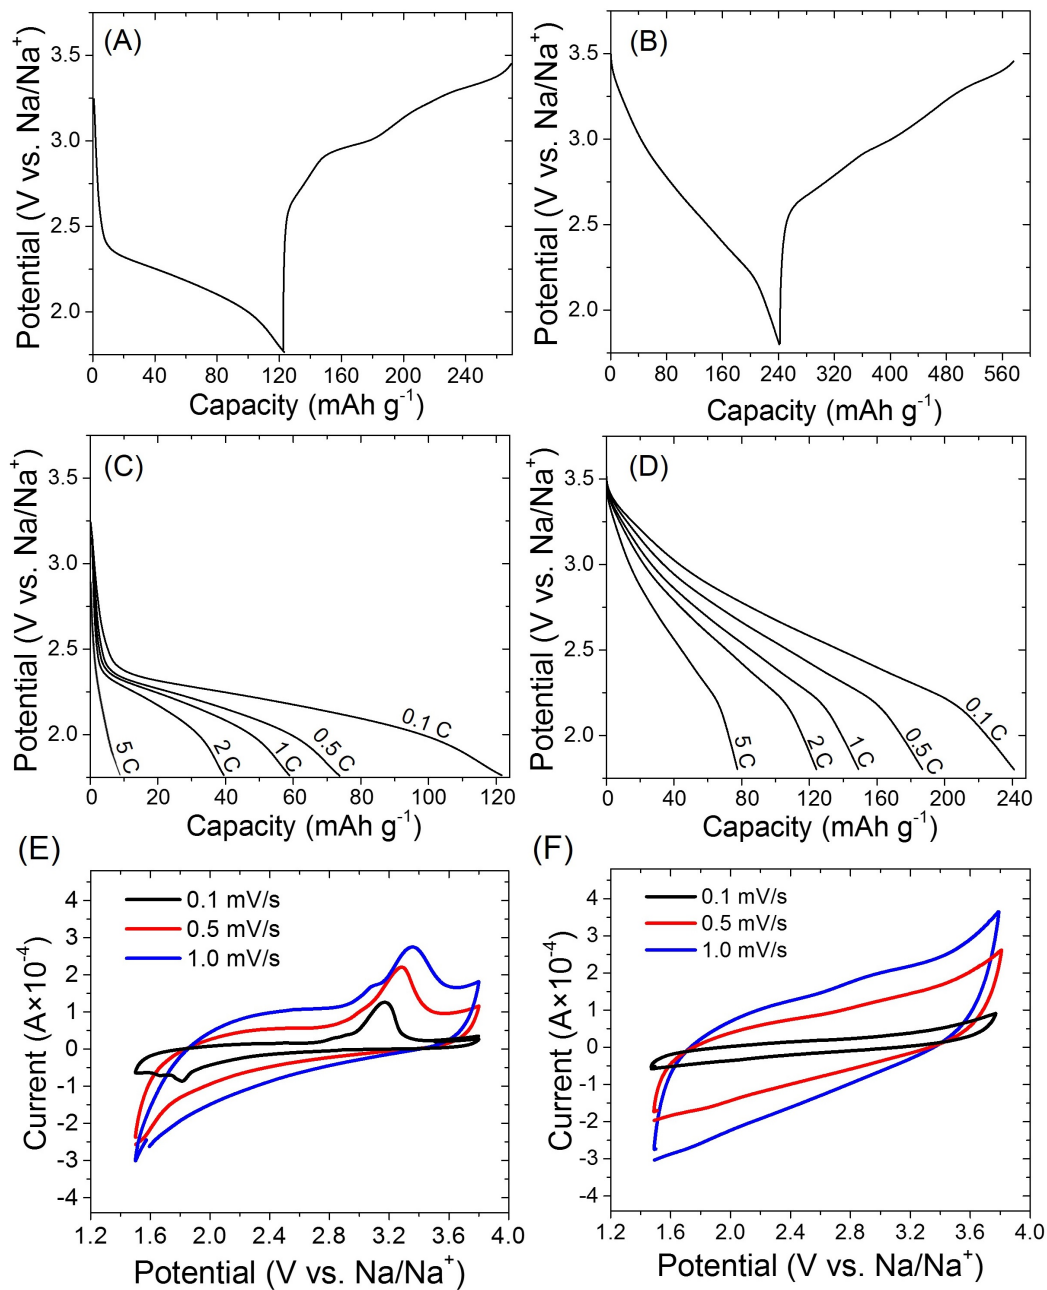 (A)
Potential (V vs. Na/Na⁺)
3.5
3.0
2.5
2.0
0 40 80 120 160 200 240
Capacity (mAh g⁻¹)
(B)
Potential (V vs. Na/Na⁺)
3.5
3.0
2.5
2.0
0 80 160 240 320 400 480 560
Capacity (mAh g⁻¹)
(C)
Potential (V vs. Na/Na⁺)
3.5
3.0
2.5
2.0
5 C
2 C
1 C
0.5 C
0.1 C
0 20 40 60 80 100 120
Capacity (mAh g⁻¹)
(D)
Potential (V vs. Na/Na⁺)
3.5
3.0
2.5
2.0
5 C
2 C
1 C
0.5 C
0.1 C
0 40 80 120 160 200 240
Capacity (mAh g⁻¹)
(E)
Current (A×10⁻⁴)
4
3
2
1
0
-1
-2
-3
-4
0.1 mV/s
0.5 mV/s
1.0 mV/s
1.2 1.6 2.0 2.4 2.8 3.2 3.6 4.0
Potential (V vs. Na/Na⁺)
(F)
Current (A×10⁻⁴)
4
3
2
1
0
-1
-2
-3
-4
0.1 mV/s
0.5 mV/s
1.0 mV/s
1.2 1.6 2.0 2.4 2.8 3.2 3.6 4.0
Potential (V vs. Na/Na⁺)